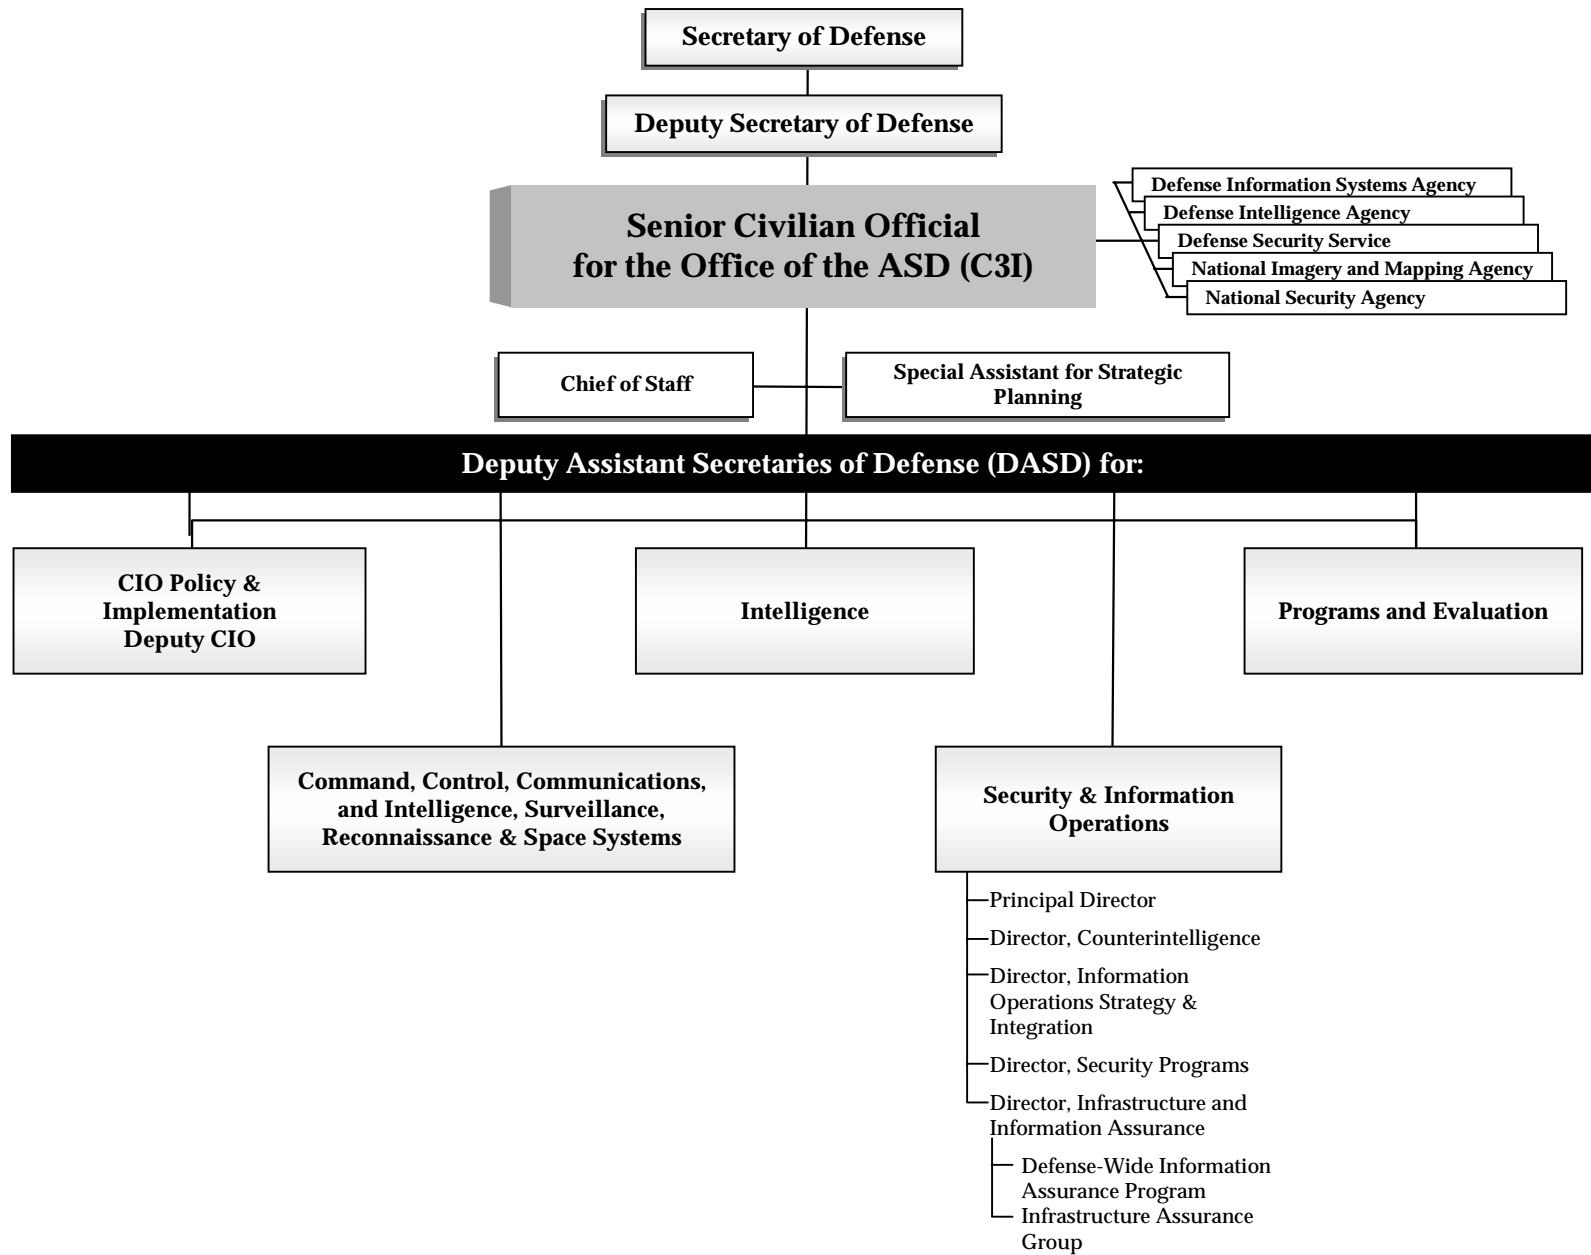 Secretary of Defense
Deputy Secretary of Defense
Senior Civilian Official
for the Office of the ASD (C3I)
Defense Information Systems Agency
Defense Intelligence Agency
Defense Security Service
National Imagery and Mapping Agency
National Security Agency
Chief of Staff
Special Assistant for Strategic
Planning
Deputy Assistant Secretaries of Defense (DASD) for:
CIO Policy &
Implementation
Deputy CIO
Intelligence
Programs and Evaluation
Command, Control, Communications,
and Intelligence, Surveillance,
Reconnaissance & Space Systems
Security & Information
Operations
Principal Director
Director, Counterintelligence
Director, Information
Operations Strategy &
Integration
Director, Security Programs
Director, Infrastructure and
Information Assurance
Defense-Wide Information
Assurance Program
Infrastructure Assurance
Group